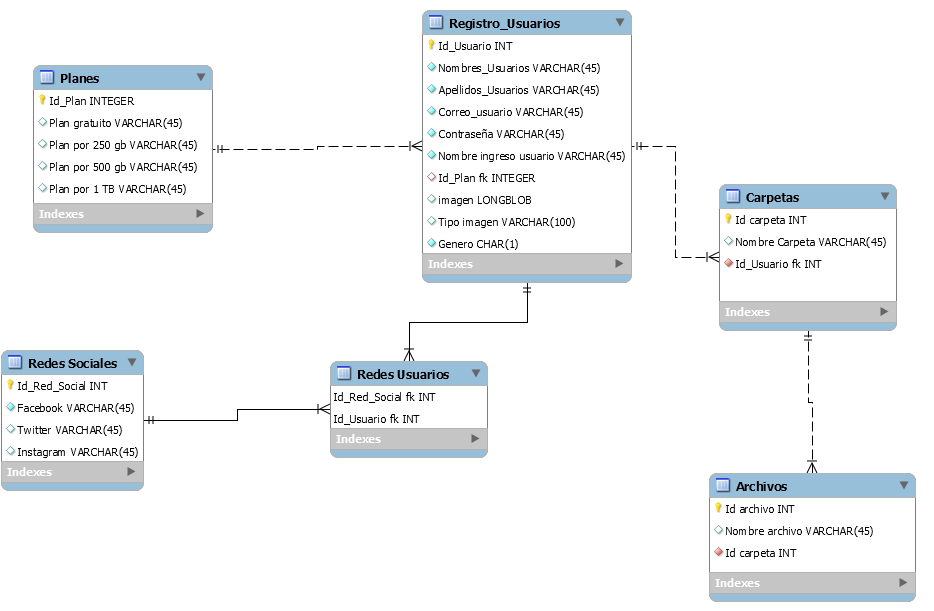 Registro_Usuarios
Id_Usuario INT
Nombres_Usuarios VARCHAR(45)
Apellidos_Usuarios VARCHAR(45)
Correo_usuario VARCHAR(45)
Contraseña VARCHAR(45)
Nombre ingreso usuario VARCHAR(45)
Id_Plan fk INTEGER
imagen LONGBLOB
Tipo imagen VARCHAR(100)
Genero CHAR(1)
Indexes
Planes
Id_Plan INTEGER
Plan gratuito VARCHAR(45)
Plan por 250 gb VARCHAR(45)
Plan por 500 gb VARCHAR(45)
Plan por 1 TB VARCHAR(45)
Indexes
Carpetas
Id carpeta INT
Nombre Carpeta VARCHAR(45)
Id_Usuario fk INT
Indexes
Redes Sociales
Id_Red_Social INT
Facebook VARCHAR(45)
Twitter VARCHAR(45)
Instagram VARCHAR(45)
Indexes
Redes Usuarios
Id_Red_Social fk INT
Id_Usuario fk INT
Indexes
Archivos
Id archivo INT
Nombre archivo VARCHAR(45)
Id carpeta INT
Indexes